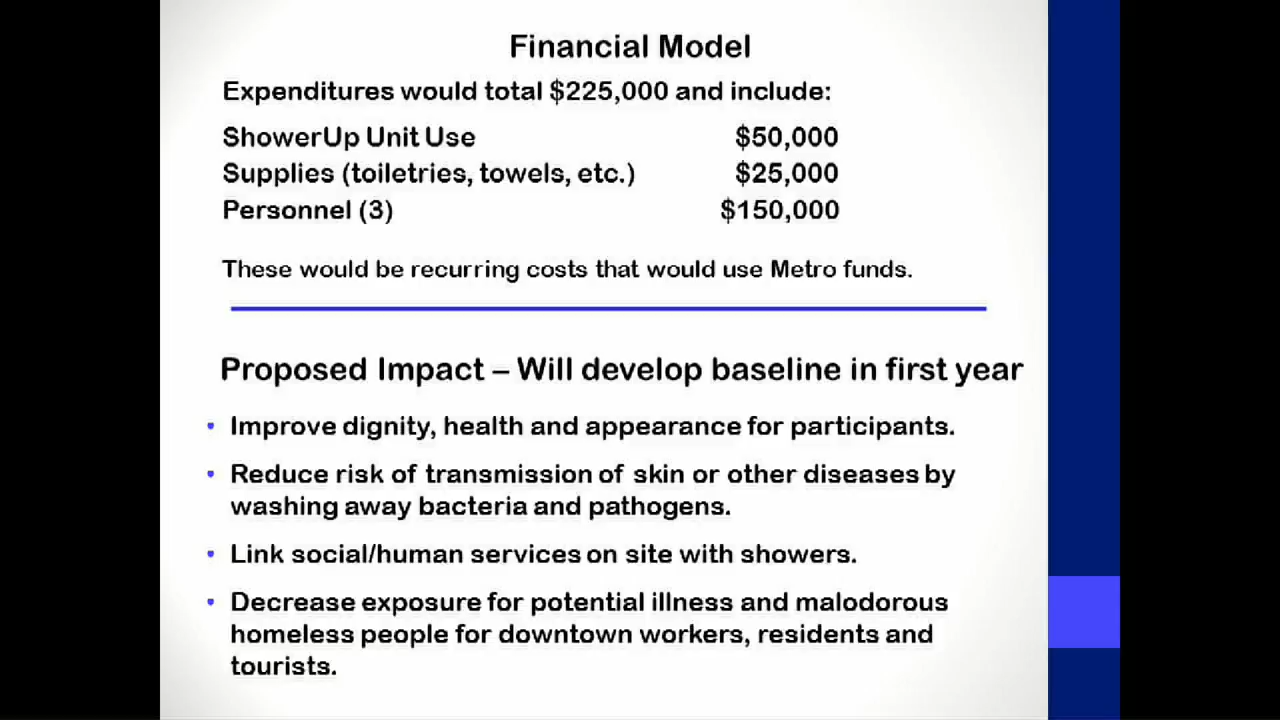 Financial Model
Expenditures would total $225,000 and include:
ShowerUp Unit Use $50,000
Supplies (toiletries, towels, etc.) $25,000
Personnel (3) $150,000
These would be recurring costs that would use Metro funds.
Proposed Impact – Will develop baseline in first year
• Improve dignity, health and appearance for participants.
• Reduce risk of transmission of skin or other diseases by
washing away bacteria and pathogens.
• Link social/human services on site with showers.
• Decrease exposure for potential illness and malodorous
homeless people for downtown workers, residents and
tourists.